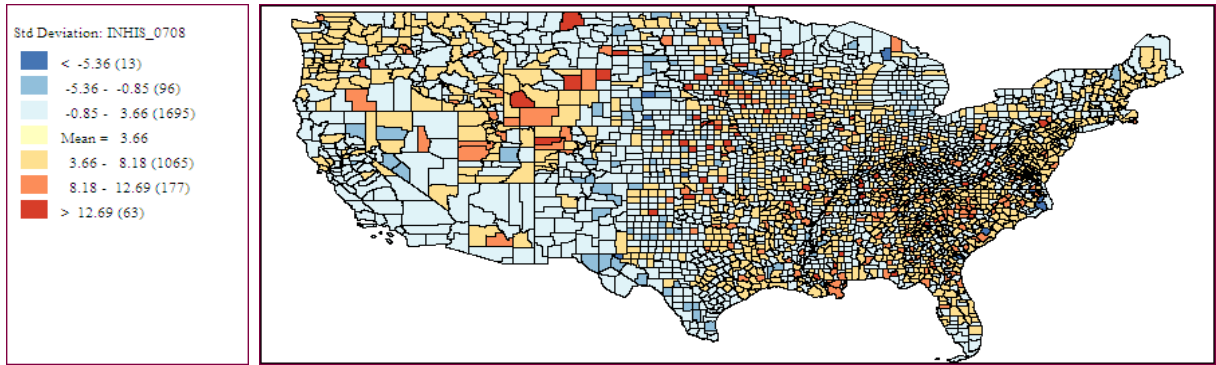 Std Deviation: INHIS_0708
< -5.36 (13)
-5.36 - -0.85 (96)
-0.85 - 3.66 (1695)
Mean = 3.66
3.66 - 8.18 (1065)
8.18 - 12.69 (177)
> 12.69 (63)